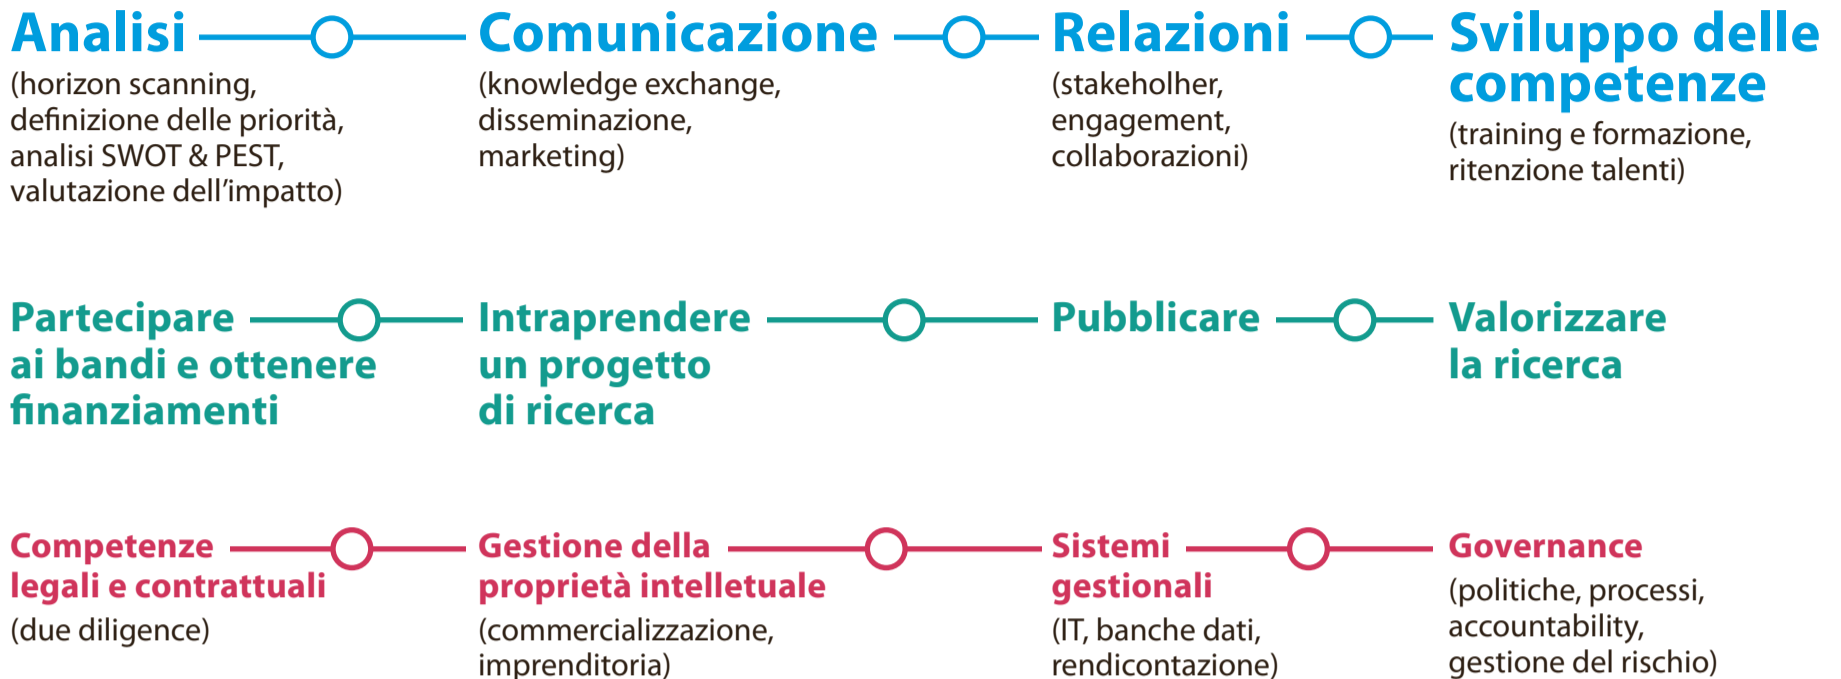 Analisi
(horizon scanning,
definizione delle priorità,
analisi SWOT & PEST,
valutazione dell'impatto)
Comunicazione
(knowledge exchange,
disseminazione,
marketing)
Relazioni
(stakeholher,
engagement,
collaborazioni)
Sviluppo delle
competenze
(training e formazione,
ritenzione talenti)
Partecipare
ai bandi e ottenere
finanziamenti
Intraprendere
un progetto
di ricerca
Pubblicare
Valorizzare
la ricerca
Competenze
legali e contrattuali
(due diligence)
Gestione della
proprietà intelletuale
(commercializzazione,
imprenditoria)
Sistemi
gestionali
(IT, banche dati,
rendicontazione)
Governance
(politiche, processi,
accountability,
gestione del rischio)